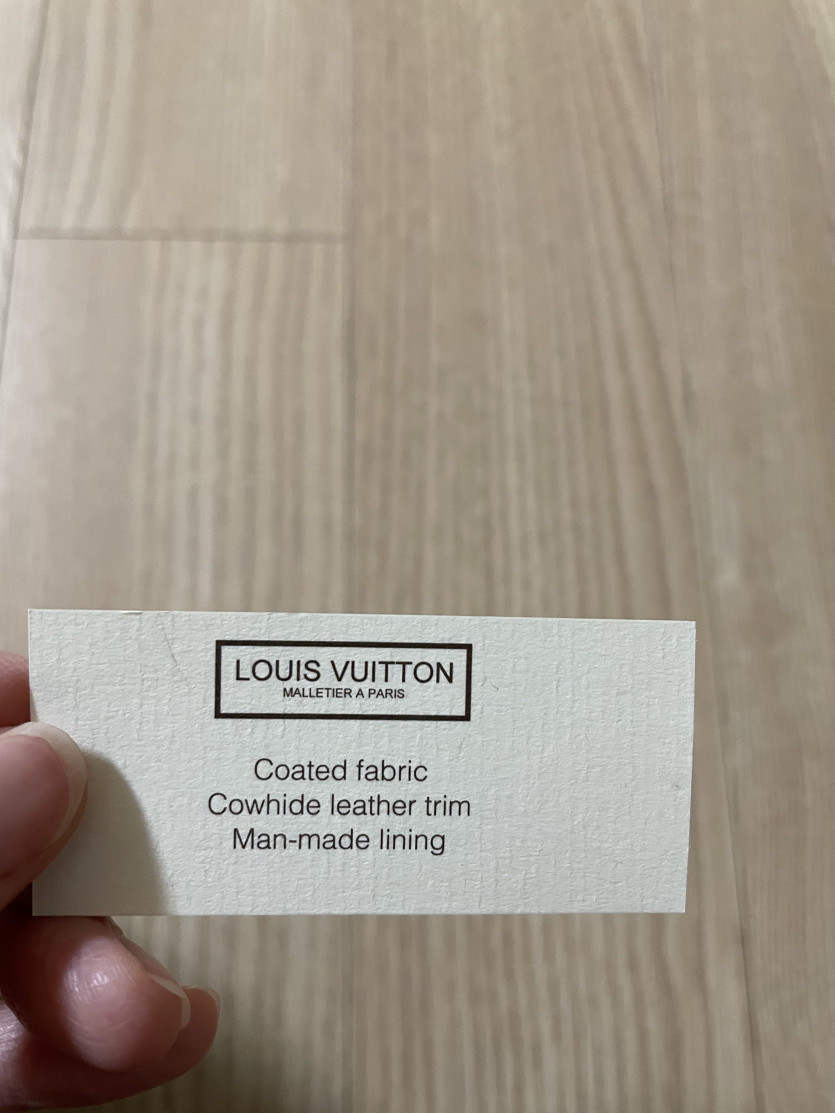 LOUIS VUITTON
MALLETIER A PARIS
Coated fabric
Cowhide leather trim
Man-made lining